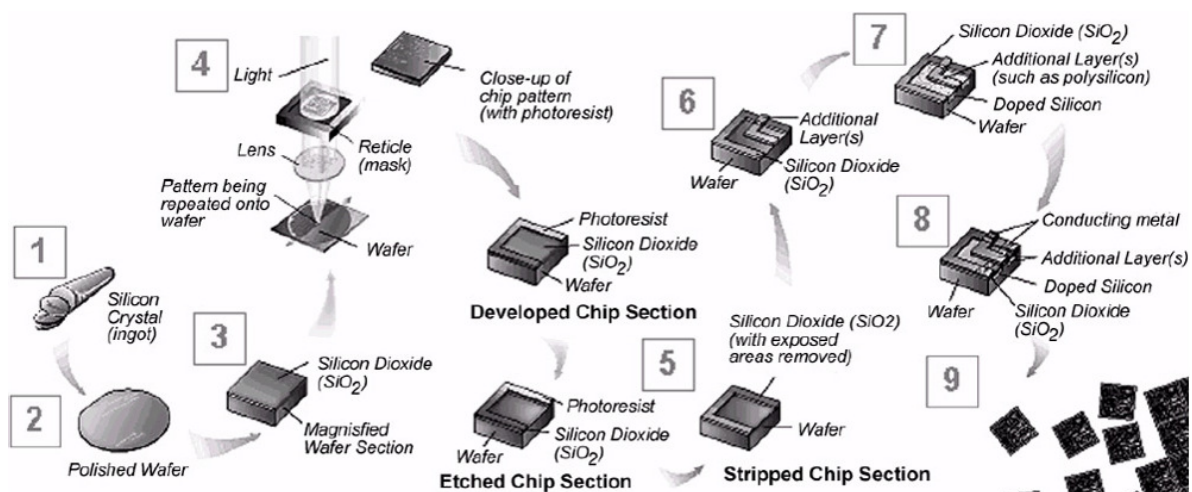 1
Silicon
Crystal
(ingot)
2
Polished Wafer
3
Silicon Dioxide
(SiO2)
Magnisfied
Wafer Section
4
Light
Reticle
(mask)
Lens
Pattern being
repeated onto
wafer
Wafer
Close-up of
chip pattern
(with photoresist)
Photoresist
Silicon Dioxide
(SiO2)
Wafer
Developed Chip Section
Photoresist
Silicon Dioxide
(SiO2)
Wafer
Etched Chip Section
5
Silicon Dioxide (SiO2)
(with exposed
areas removed)
Wafer
Stripped Chip Section
6
Additional
Layer(s)
Silicon Dioxide
(SiO2)
Wafer
7
Silicon Dioxide (SiO2)
Additional Layer(s)
(such as polysilicon)
Doped Silicon
Wafer
8
Conducting metal
Additional Layer(s)
Doped Silicon
Silicon Dioxide
(SiO2)
Wafer
9